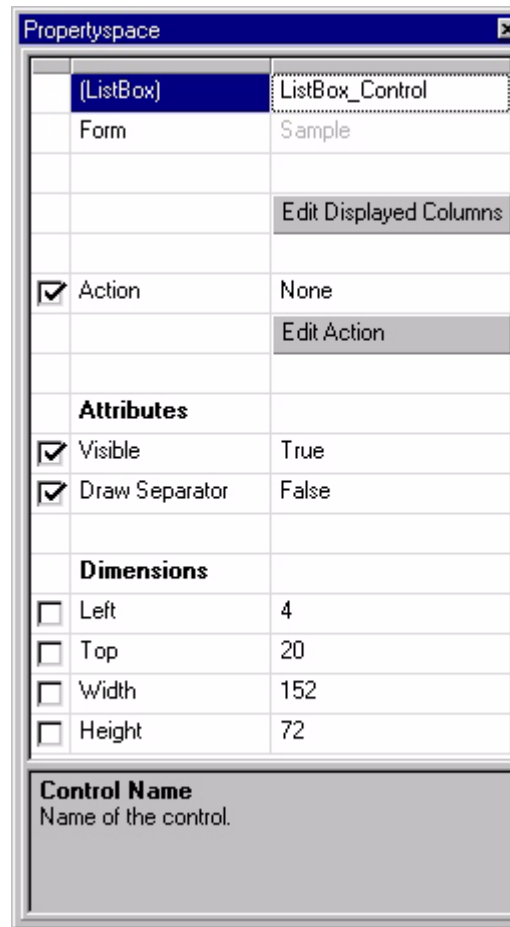 Propertyspace
(ListBox) ListBox_Control
Form Sample
Edit Displayed Columns
Action None
Edit Action
Attributes
Visible True
Draw Separator False
Dimensions
Left 4
Top 20
Width 152
Height 72
Control Name
Name of the control.